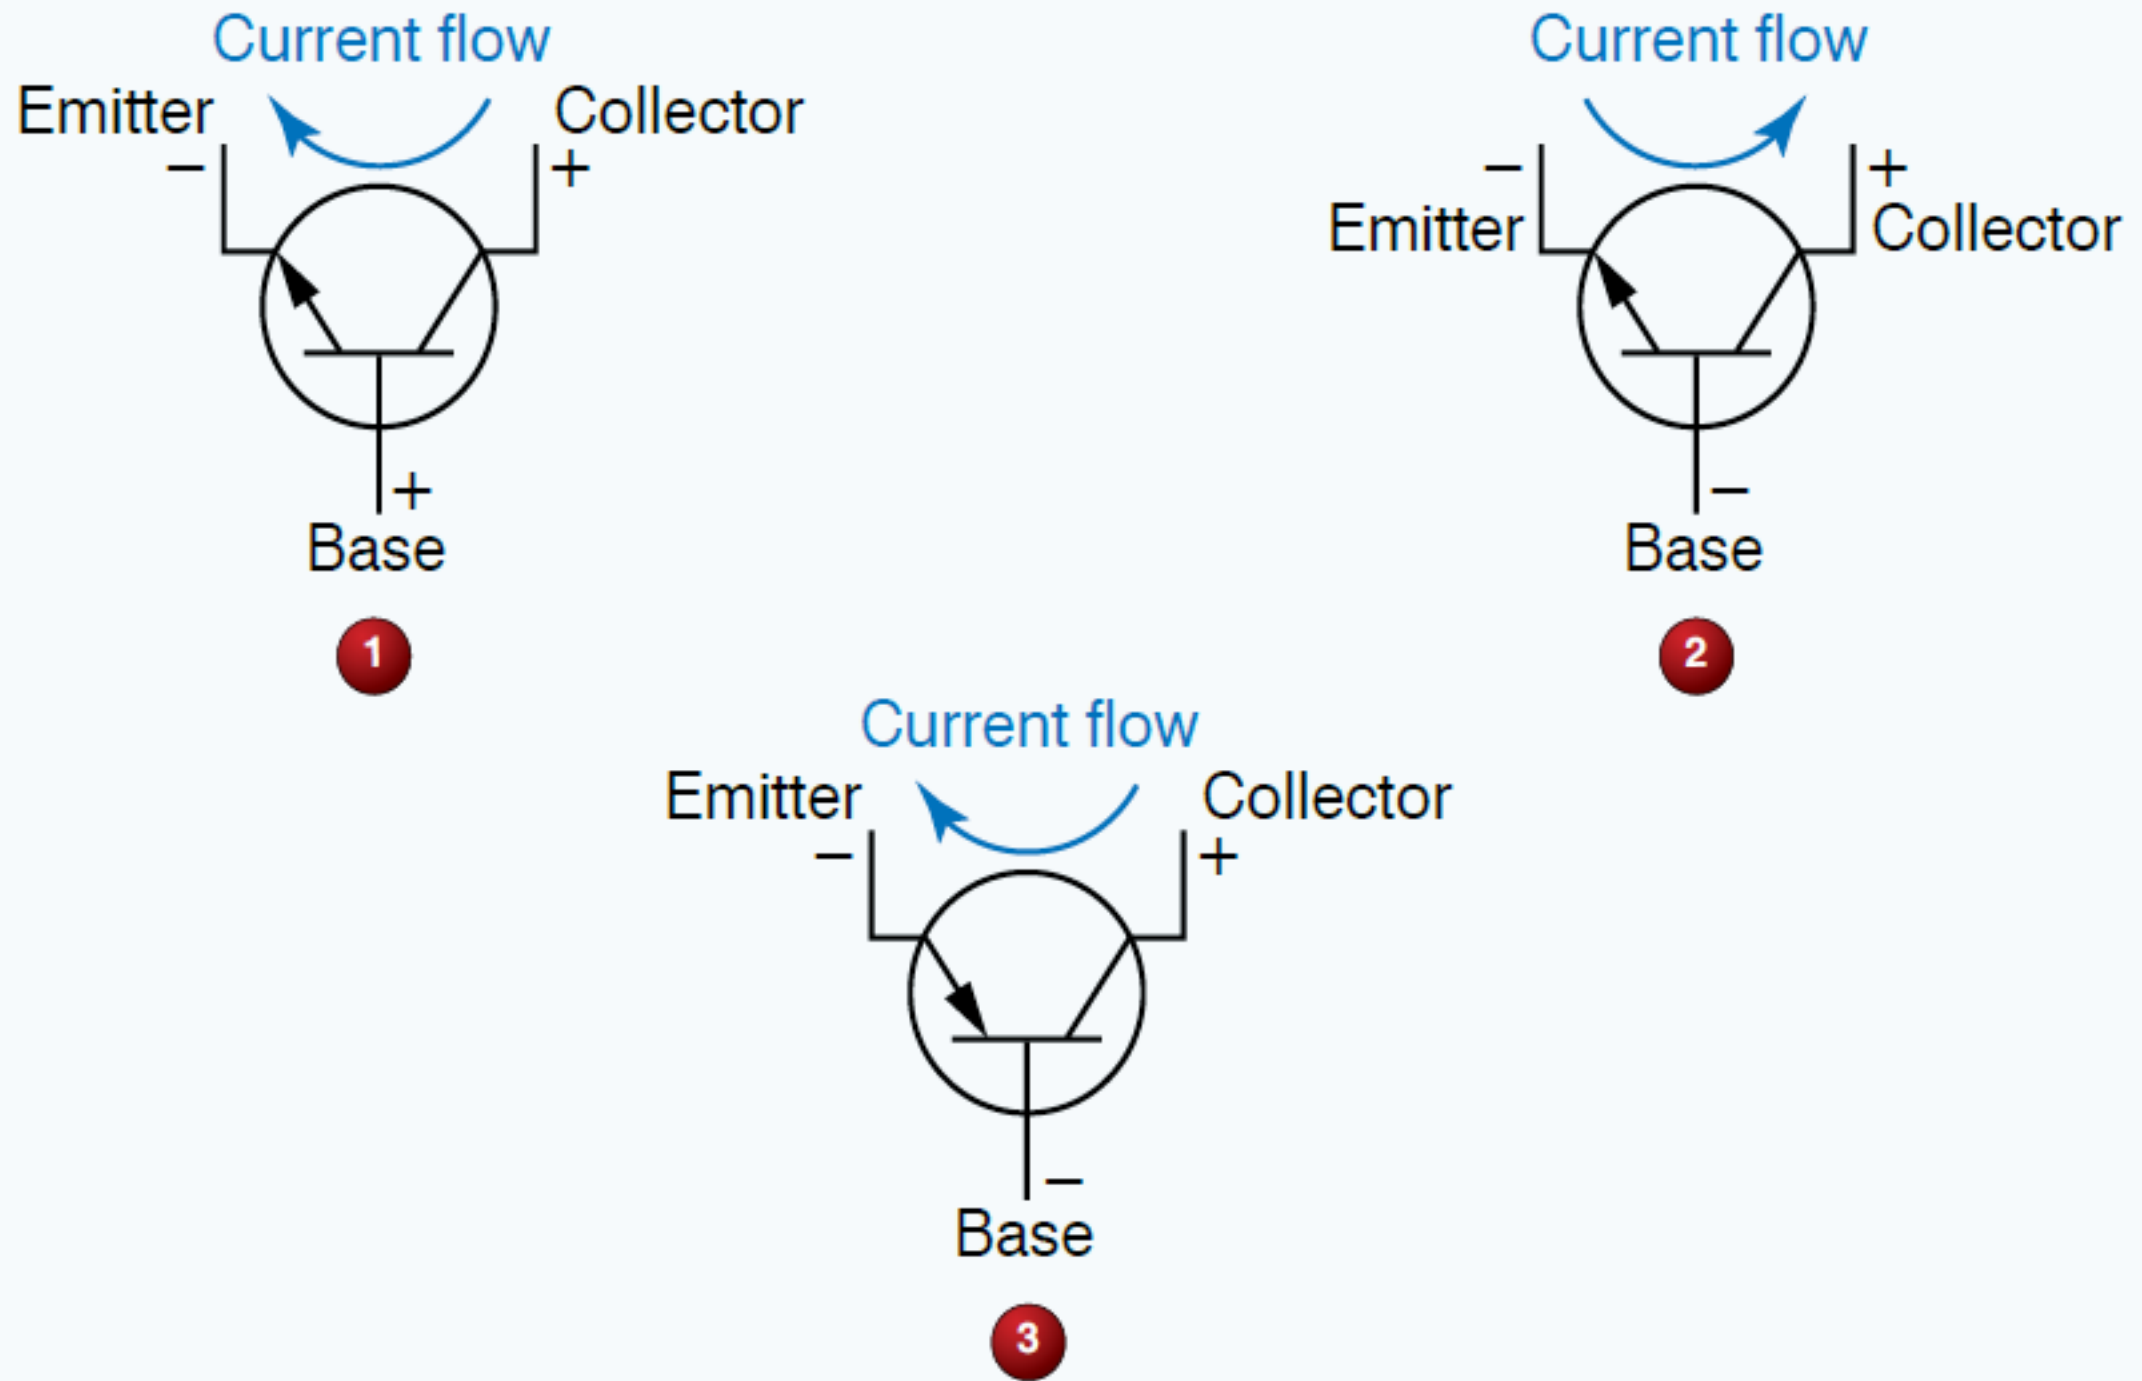 Current flow
Emitter
Collector
−
+
+
Base
1
Current flow
−
+
Emitter
Collector
−
Base
2
Current flow
Emitter
Collector
−
+
−
Base
3